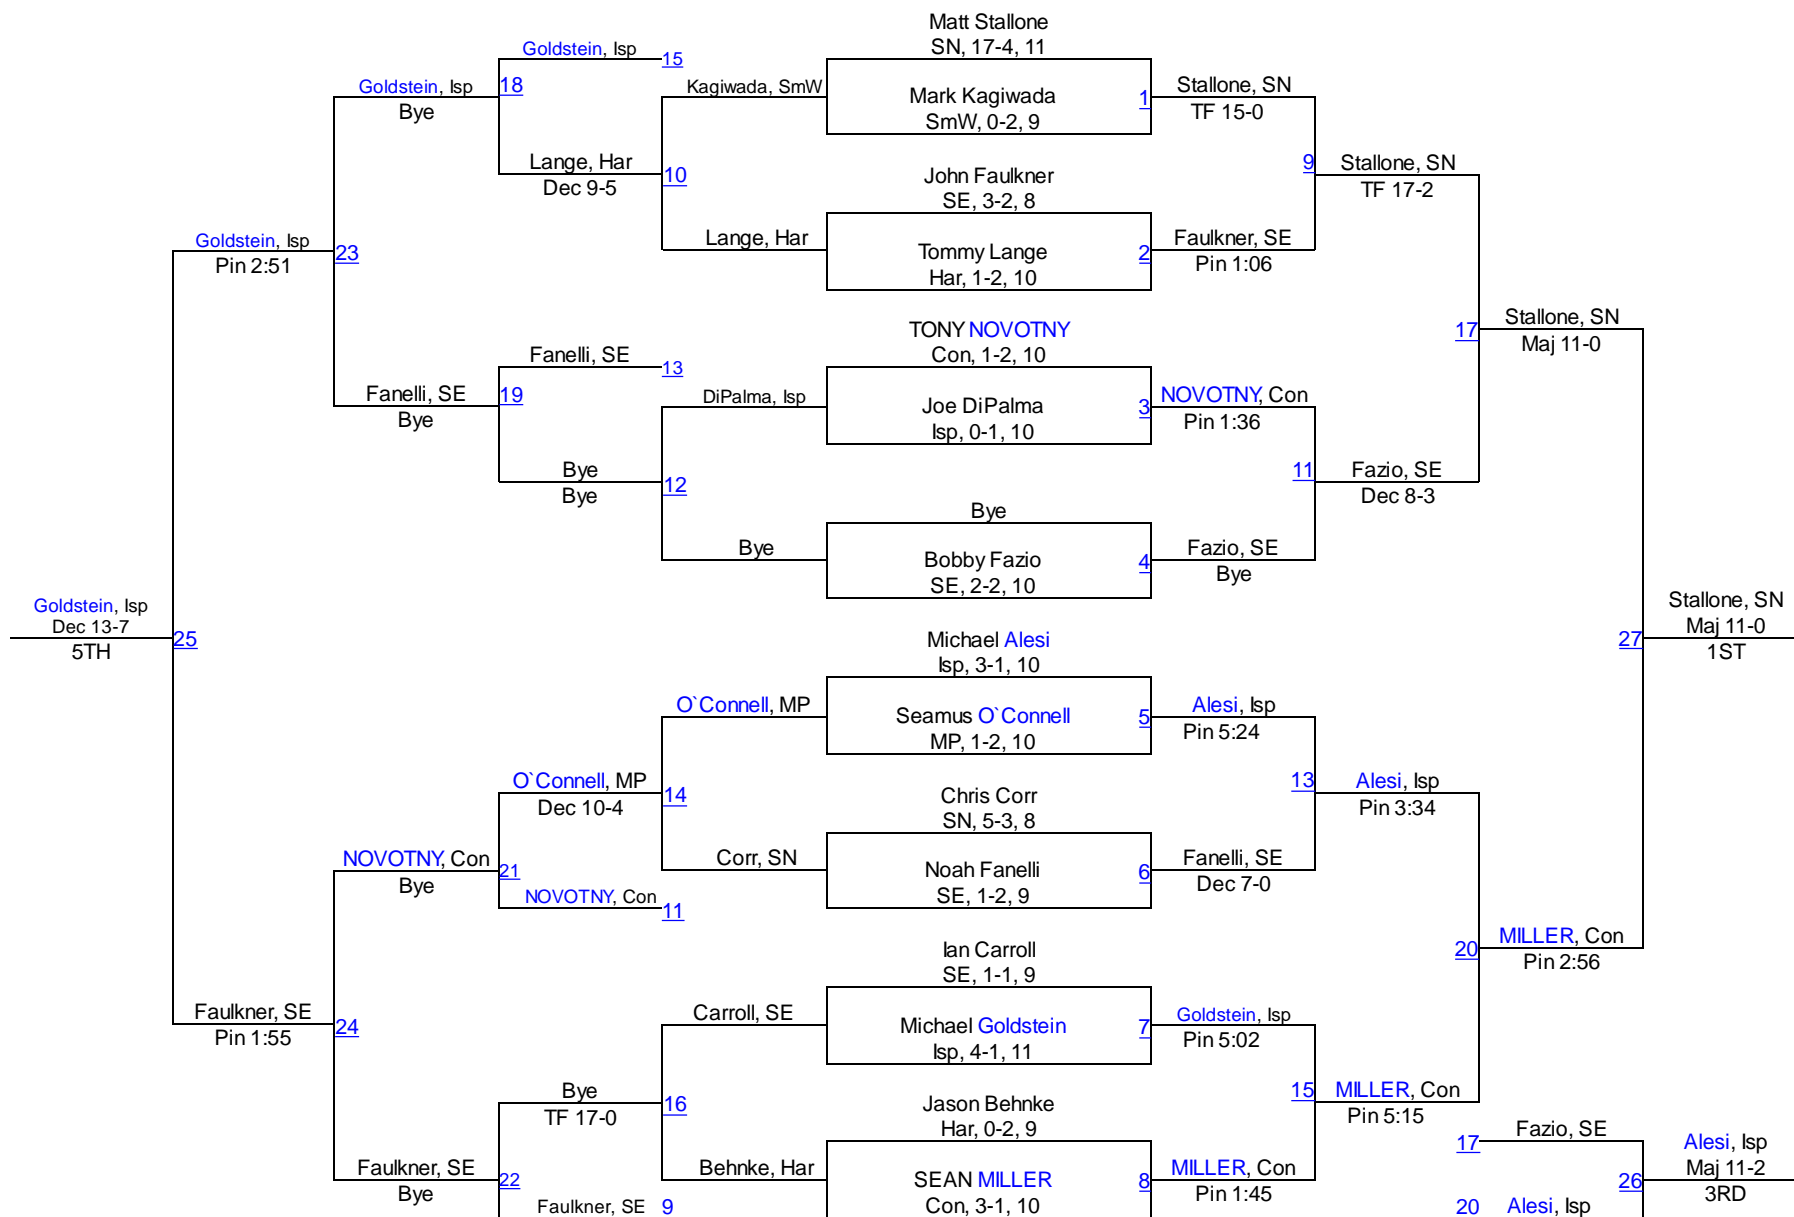 Matt Stallone
SN, 17-4, 11
Goldstein, Isp
15
Goldstein, Isp
Bye
18
Kagiwada, SmW
Mark Kagiwada
SmW, 0-2, 9
1
Stallone, SN
TF 15-0
Lange, Har
Dec 9-5
10
John Faulkner
SE, 3-2, 8
9
Stallone, SN
TF 17-2
Goldstein, Isp
Pin 2:51
23
Lange, Har
Tommy Lange
Har, 1-2, 10
2
Faulkner, SE
Pin 1:06
TONY NOVOTNY
Con, 1-2, 10
17
Stallone, SN
Maj 11-0
Fanelli, SE
13
Fanelli, SE
Bye
19
DiPalma, Isp
Joe DiPalma
Isp, 0-1, 10
3
NOVOTNY, Con
Pin 1:36
Bye
Bye
12
11
Fazio, SE
Dec 8-3
Bye
Bye
Bobby Fazio
SE, 2-2, 10
4
Fazio, SE
Bye
Goldstein, Isp
Dec 13-7
5TH
25
Michael Alesi
Isp, 3-1, 10
27
Stallone, SN
Maj 11-0
1ST
O`Connell, MP
Seamus O`Connell
MP, 1-2, 10
5
Alesi, Isp
Pin 5:24
O`Connell, MP
Dec 10-4
14
Chris Corr
SN, 5-3, 8
13
Alesi, Isp
Pin 3:34
NOVOTNY, Con
Bye
21
Corr, SN
Noah Fanelli
SE, 1-2, 9
6
Fanelli, SE
Dec 7-0
NOVOTNY, Con
11
Ian Carroll
SE, 1-1, 9
20
MILLER, Con
Pin 2:56
Faulkner, SE
Pin 1:55
24
Carroll, SE
Michael Goldstein
Isp, 4-1, 11
7
Goldstein, Isp
Pin 5:02
Bye
TF 17-0
16
Jason Behnke
Har, 0-2, 9
15
MILLER, Con
Pin 5:15
17
Fazio, SE
Faulkner, SE
Bye
22
Behnke, Har
SEAN MILLER
Con, 3-1, 10
8
MILLER, Con
Pin 1:45
26
Alesi, Isp
Maj 11-2
3RD
Faulkner, SE
9
20
Alesi, Isp